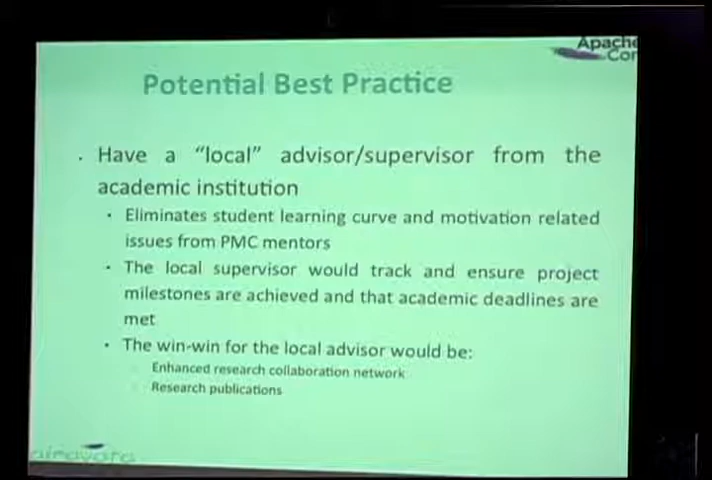 Apache
Con
Potential Best Practice
Have a “local” advisor/supervisor from the
academic institution
Eliminates student learning curve and motivation related
issues from PMC mentors
The local supervisor would track and ensure project
milestones are achieved and that academic deadlines are
met
The win-win for the local advisor would be:
Enhanced research collaboration network
Research publications
airavata